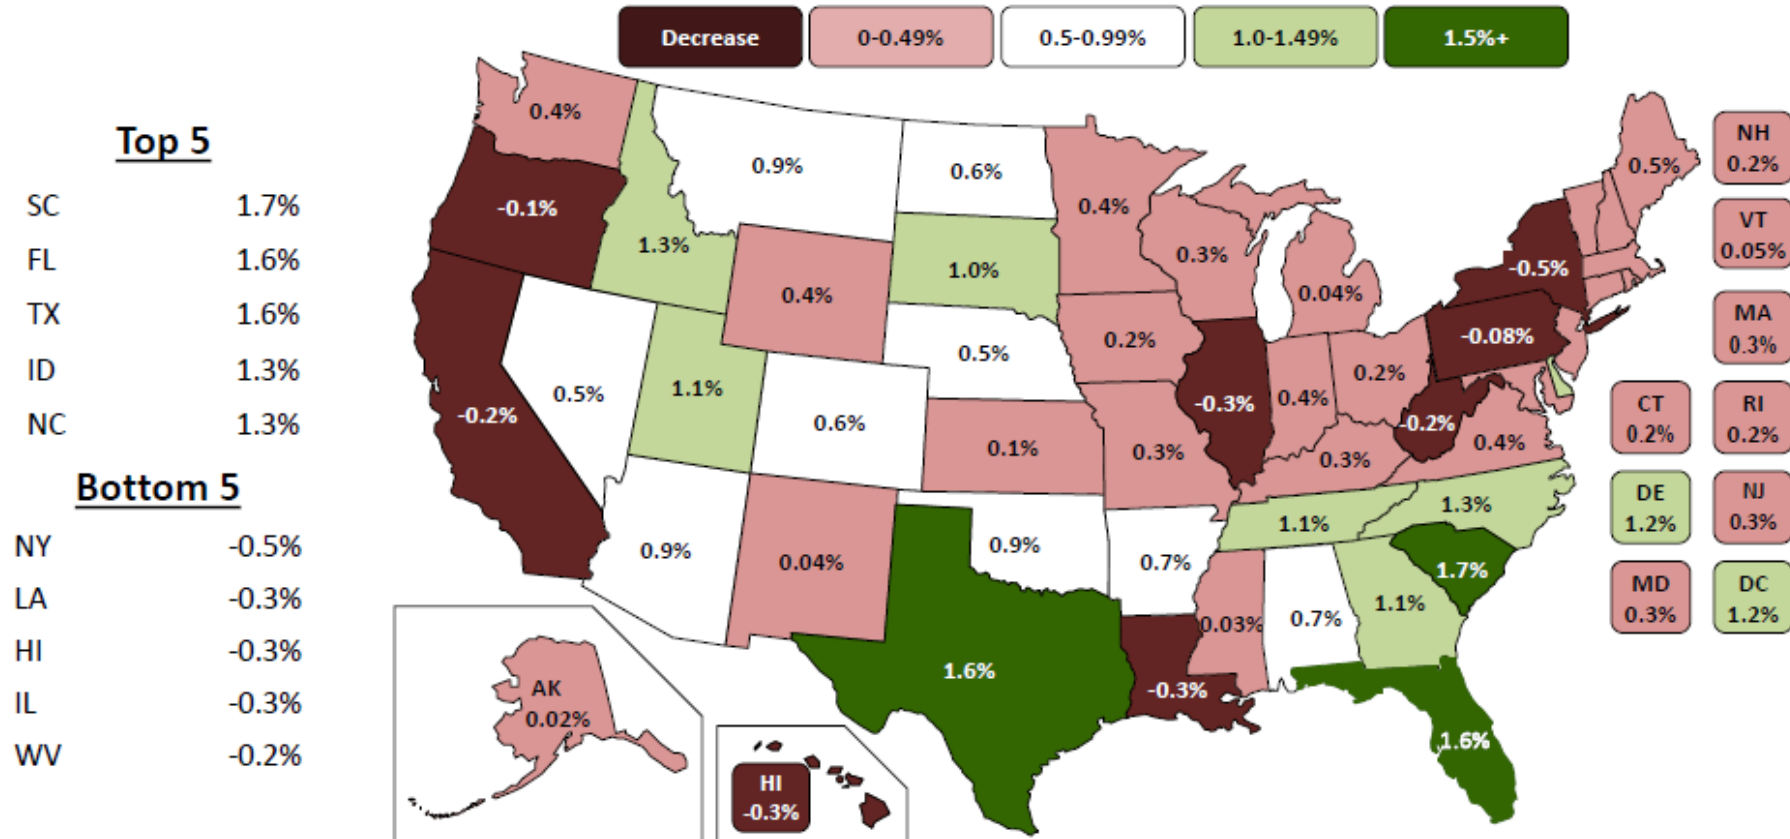 Decrease 0-0.49% 0.5-0.99% 1.0-1.49% 1.5%+
Top 5
SC 1.7%
FL 1.6%
TX 1.6%
ID 1.3%
NC 1.3%
Bottom 5
NY -0.5%
LA -0.3%
HI -0.3%
IL -0.3%
WV -0.2%
0.4%
-0.1%
-0.2%
1.3%
0.9%
0.4%
0.5%
1.1%
0.6%
0.9%
0.04%
0.6%
1.0%
0.5%
0.1%
0.9%
1.6%
0.4%
0.2%
0.3%
0.7%
-0.3%
0.3%
-0.3%
0.04%
0.4%
0.2%
0.3%
1.1%
0.03%
0.7%
1.1%
1.6%
1.7%
1.3%
0.4%
-0.2%
-0.08%
-0.5%
0.5%
AK
0.02%
HI
-0.3%
NH
0.2%
VT
0.05%
MA
0.3%
CT
0.2%
RI
0.2%
DE
1.2%
NJ
0.3%
MD
0.3%
DC
1.2%